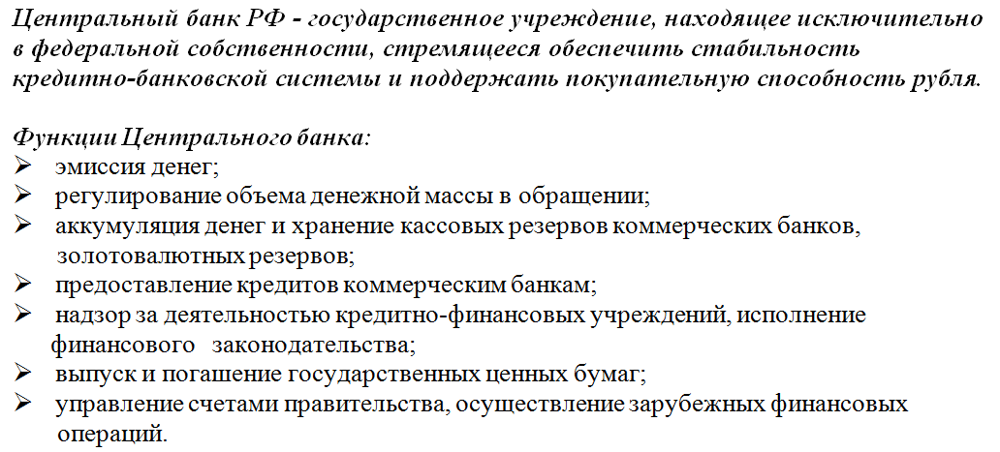 Центральный банк РФ - государственное учреждение, находящее исключительно
в федеральной собственности, стремящееся обеспечить стабильность
кредитно-банковской системы и поддержать покупательную способность рубля.
Функции Центрального банка:
➢ эмиссия денег;
➢ регулирование объема денежной массы в обращении;
➢ аккумуляция денег и хранение кассовых резервов коммерческих банков,
золотовалютных резервов;
➢ предоставление кредитов коммерческим банкам;
➢ надзор за деятельностью кредитно-финансовых учреждений, исполнение
финансового законодательства;
➢ выпуск и погашение государственных ценных бумаг;
➢ управление счетами правительства, осуществление зарубежных финансовых
операций.